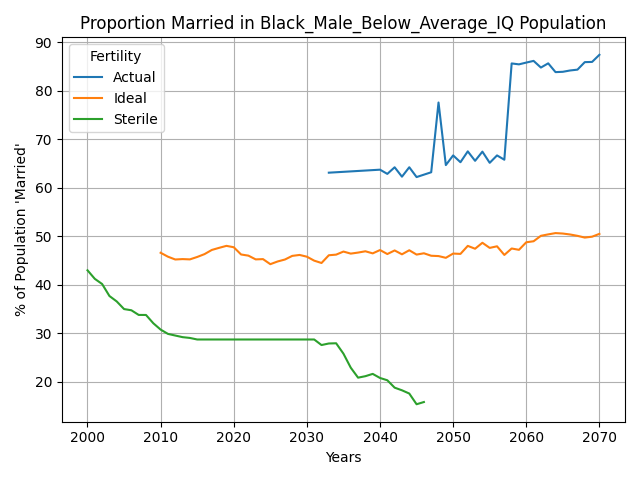 Proportion Married in Black_Male_Below_Average_IQ Population
% of Population 'Married'
90
80
70
60
50
40
30
20
Fertility
Actual
Ideal
Sterile
2000 2010 2020 2030 2040 2050 2060 2070
Years